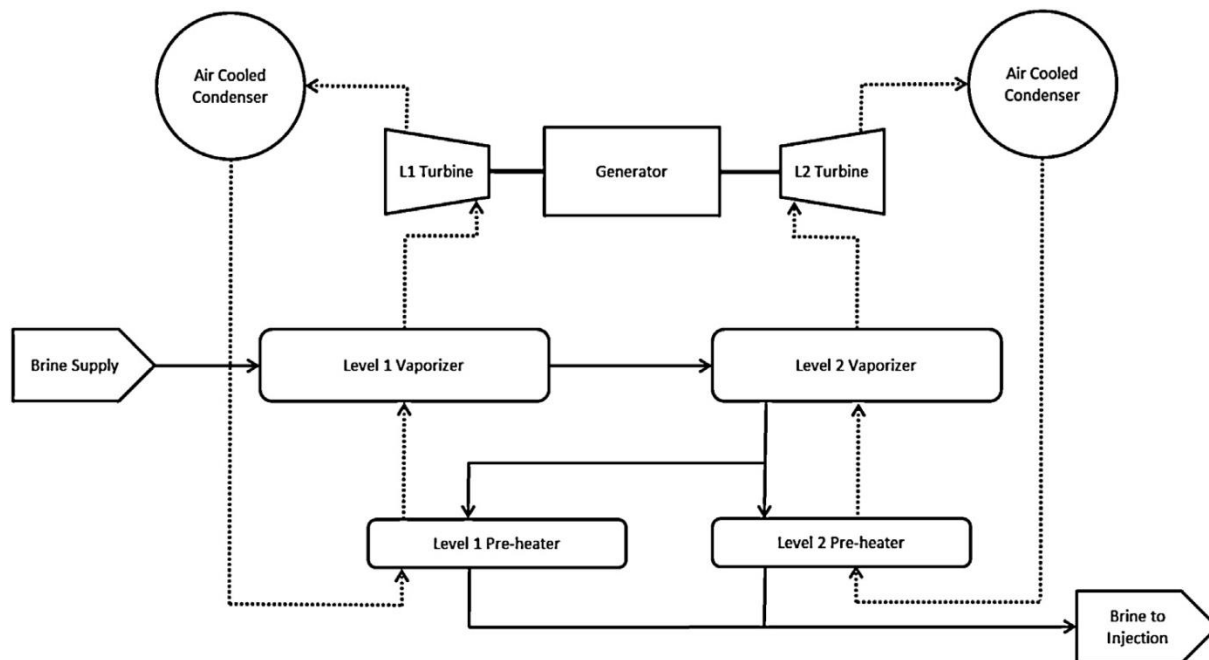 Air Cooled
Condenser
Air Cooled
Condenser
L1 Turbine
Generator
L2 Turbine
Brine Supply
Level 1 Vaporizer
Level 2 Vaporizer
Level 1 Pre-heater
Level 2 Pre-heater
Brine to
Injection